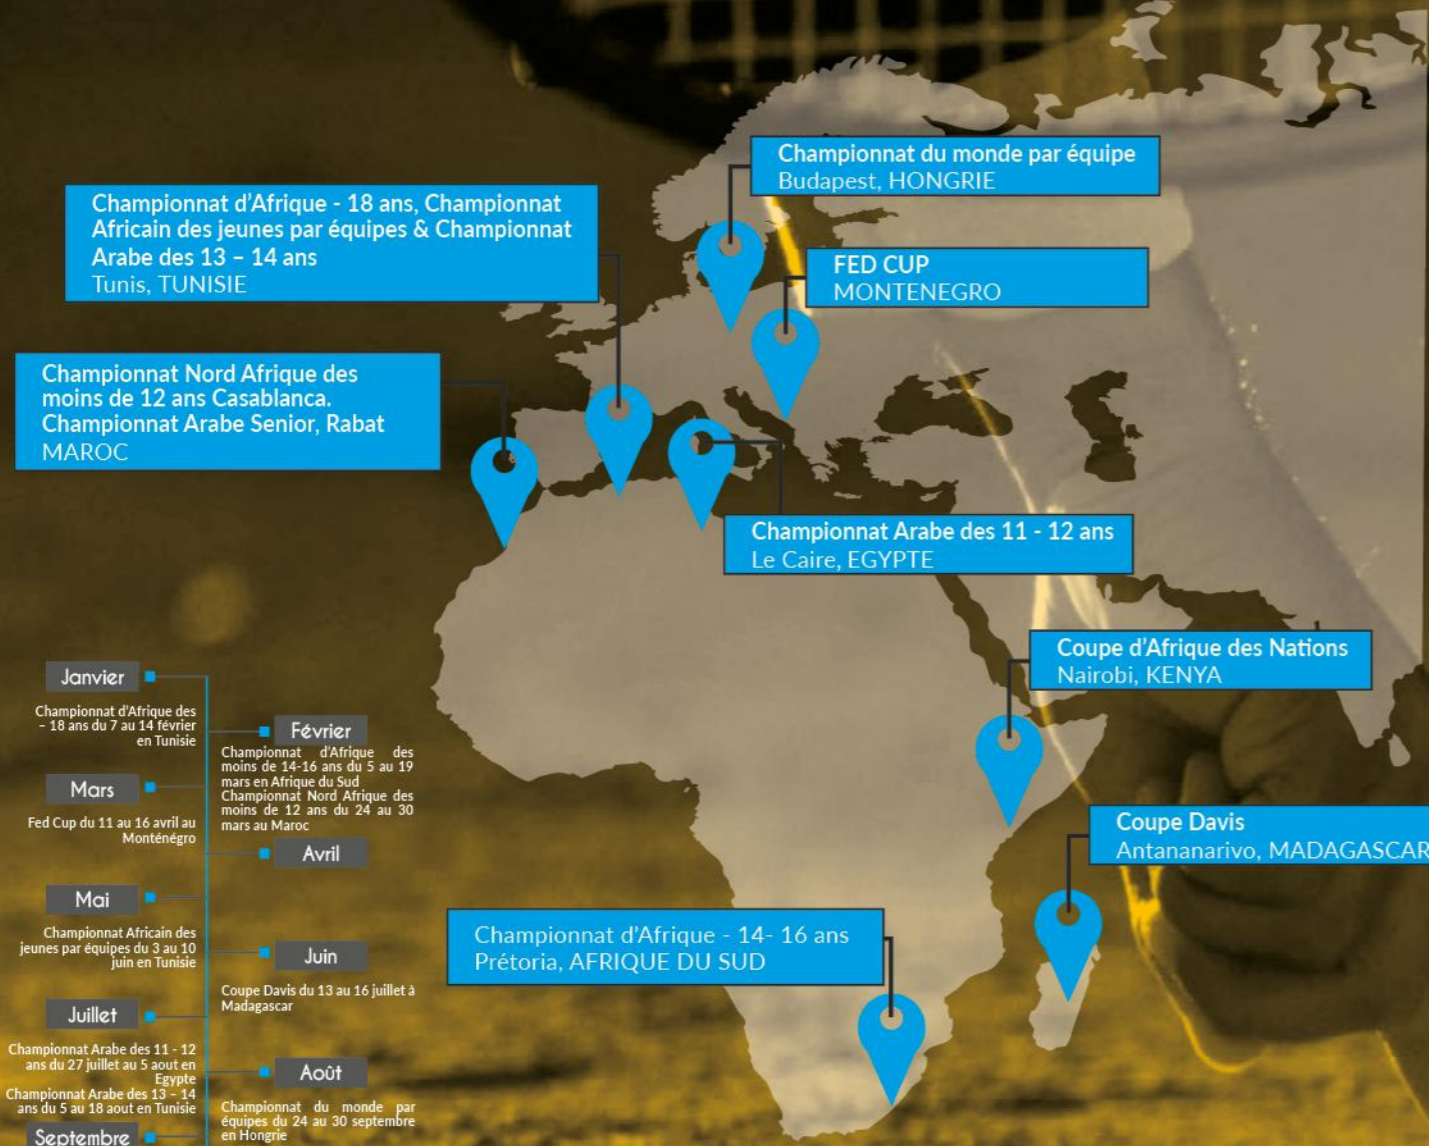 Championnat du monde par équipe
Budapest, HONGRIE
Championnat d'Afrique - 18 ans, Championnat
Africain des jeunes par équipes & Championnat
Arabe des 13 – 14 ans
Tunis, TUNISIE
FED CUP
MONTENEGRO
Championnat Nord Afrique des
moins de 12 ans Casablanca.
Championnat Arabe Senior, Rabat
MAROC
Championnat Arabe des 11 - 12 ans
Le Caire, EGYPTE
Coupe d'Afrique des Nations
Nairobi, KENYA
Coupe Davis
Antananarivo, MADAGASCAR
Championnat d'Afrique - 14- 16 ans
Prétoria, AFRIQUE DU SUD
Janvier
Championnat d'Afrique des
– 18 ans du 7 au 14 février
en Tunisie
Février
Championnat d'Afrique des
moins de 14-16 ans du 5 au 19
mars en Afrique du Sud
Championnat Nord Afrique des
moins de 12 ans du 24 au 30
mars au Maroc
Mars
Fed Cup du 11 au 16 avril au
Monténégro
Avril
Mai
Championnat Africain des
jeunes par équipes du 3 au 10
juin en Tunisie
Juin
Coupe Davis du 13 au 16 juillet à
Madagascar
Juillet
Championnat Arabe des 11 - 12
ans du 27 juillet au 5 aout en
Egypte
Championnat Arabe des 13 – 14
ans du 5 au 18 aout en Tunisie
Août
Championnat du monde par
équipes du 24 au 30 septembre
en Hongrie
Septembre